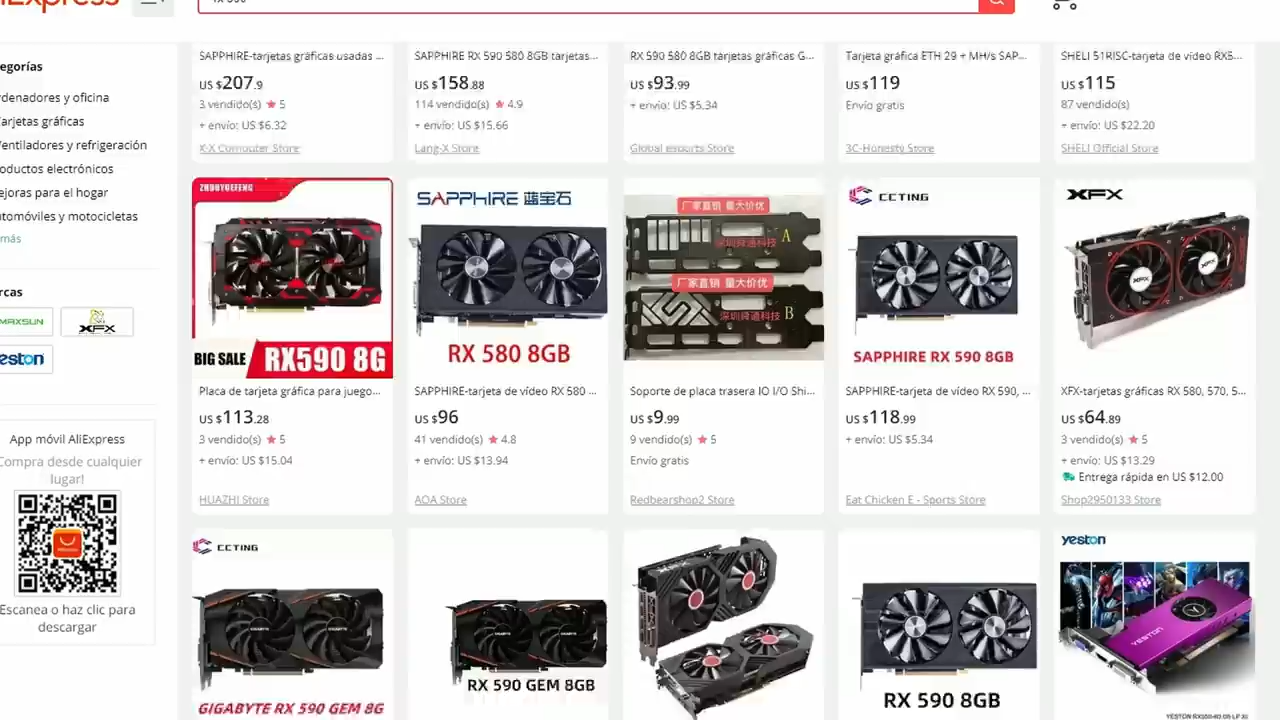 SAPPHIRE-tarjetas gráficas usadas ...
SAPPHIRE RX 590 580 8GB tarjetas...
RX 590 580 8GB tarjetas gráficas G...
Tarjeta gráfica ETH 29 + MH/s SAP...
SHELI 51RISC-tarjeta de vídeo RX5...
egorías
US $207.9
US $158.88
US $93.99
US $119
US $115
rdenadores y oficina
3 vendido(s) ★ 5
114 vendido(s) ★ 4.9
+ envío: US $5.34
Envío gratis
87 vendido(s)
arjetas gráficas
+ envío: US $6.32
+ envío: US $15.66
+ envío: US $22.20
entiladores y refrigeración
X-X Computer Store
Lang-X Store
Global esports Store
3C-Honesty Store
SHELI Official Store
oductos electrónicos
ejoras para el hogar
utomóviles y motocicletas
más
rcas
MAXSUN
XFX
eston
SAPPHIRE 蓝宝石
厂家直销 量大价优
A
厂家直销 量大价优
B
CCTING
XFX
BIG SALE RX590 8G
RX 580 8GB
SAPPHIRE RX 590 8GB
Placa de tarjeta gráfica para juego...
SAPPHIRE-tarjeta de vídeo RX 580 ...
Soporte de placa trasera IO I/O Shi...
SAPPHIRE-tarjeta de vídeo RX 590, ...
XFX-tarjetas gráficas RX 580, 570, 5...
US $113.28
US $96
US $9.99
US $118.99
US $64.89
3 vendido(s) ★ 5
41 vendido(s) ★ 4.8
9 vendido(s) ★ 5
+ envío: US $5.34
3 vendido(s) ★ 5
+ envío: US $15.04
+ envío: US $13.94
Envío gratis
+ envío: US $13.29
Entrega rápida en US $12.00
HUAZHI Store
AOA Store
Redbearshop2 Store
Eat Chicken E - Sports Store
Shop2950133 Store
App móvil AliExpress
Compra desde cualquier
lugar!
Escanea o haz clic para
descargar
CCTING
GIGABYTE RX 590 GEM 8G
RX 590 GEM 8GB
RX 590 8GB
yeston
YESTON